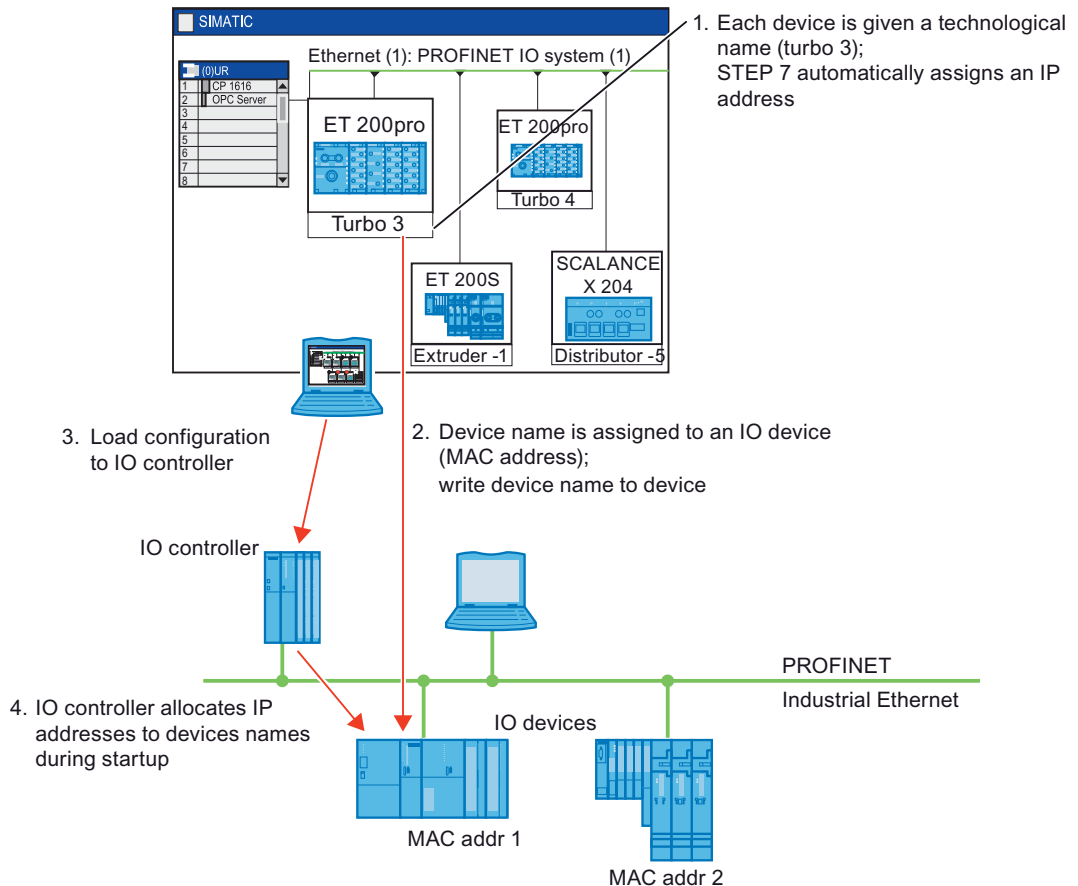 SIMATIC
Ethernet (1): PROFINET IO system (1)
(0)UR
1 CP 1616
2 OPC Server
3
4
5
6
7
8
ET 200pro
Turbo 3
ET 200pro
Turbo 4
ET 200S
Extruder -1
SCALANCE
X 204
Distributor -5
1. Each device is given a technological
name (turbo 3);
STEP 7 automatically assigns an IP
address
3. Load configuration
to IO controller
2. Device name is assigned to an IO device
(MAC address);
write device name to device
IO controller
PROFINET
Industrial Ethernet
4. IO controller allocates IP
addresses to devices names
during startup
IO devices
MAC addr 1
MAC addr 2